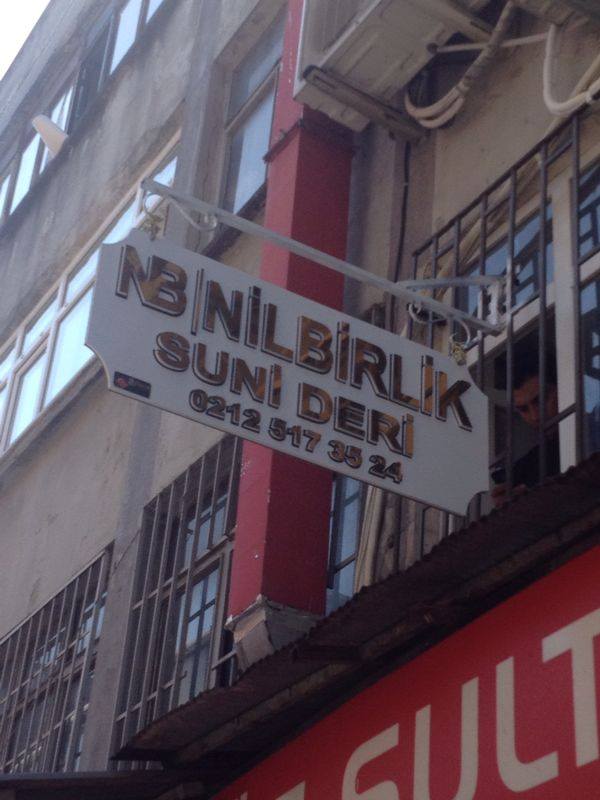 NB|NİLBİRLİK
SUNİ DERİ
0212 517 35 24
SULT